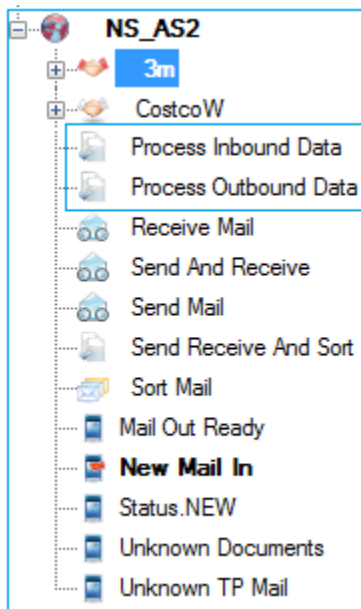 NS_AS2
3m
CostcoW
Process Inbound Data
Process Outbound Data
Receive Mail
Send And Receive
Send Mail
Send Receive And Sort
Sort Mail
Mail Out Ready
New Mail In
Status.NEW
Unknown Documents
Unknown TP Mail